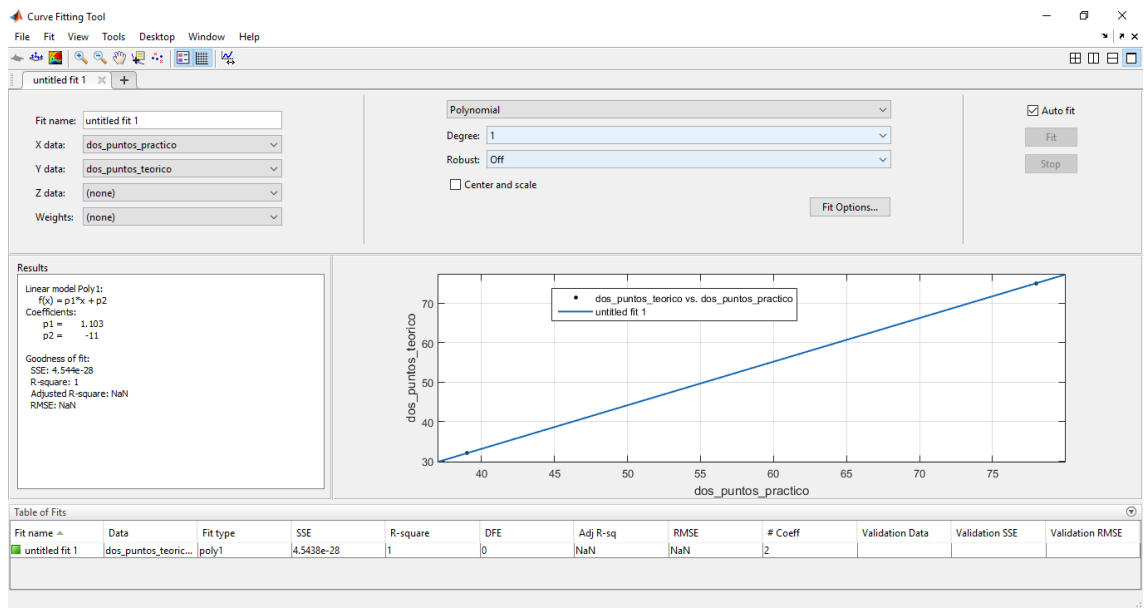 Curve Fitting Tool
File Fit View Tools Desktop Window Help
untitled fit 1
Fit name: untitled fit 1
X data: dos_puntos_practico
Y data: dos_puntos_teorico
Z data: (none)
Weights: (none)
Polynomial
Degree: 1
Robust: Off
Center and scale
Fit Options...
Auto fit
Fit
Stop
Results
Linear model Poly1:
f(x) = p1*x + p2
Coefficients:
p1 = 1.103
p2 = -11
Goodness of fit:
SSE: 4.544e-28
R-square: 1
Adjusted R-square: NaN
RMSE: NaN
dos_puntos_teorico vs. dos_puntos_practico
untitled fit 1
dos_puntos_teorico
70
60
50
40
30
40 45 50 55 60 65 70 75
dos_puntos_practico
Table of Fits
Fit name Data Fit type SSE R-square DFE Adj R-sq RMSE # Coeff Validation Data Validation SSE Validation RMSE
untitled fit 1 dos_puntos_teoric... poly1 4.5438e-28 1 0 NaN NaN 2